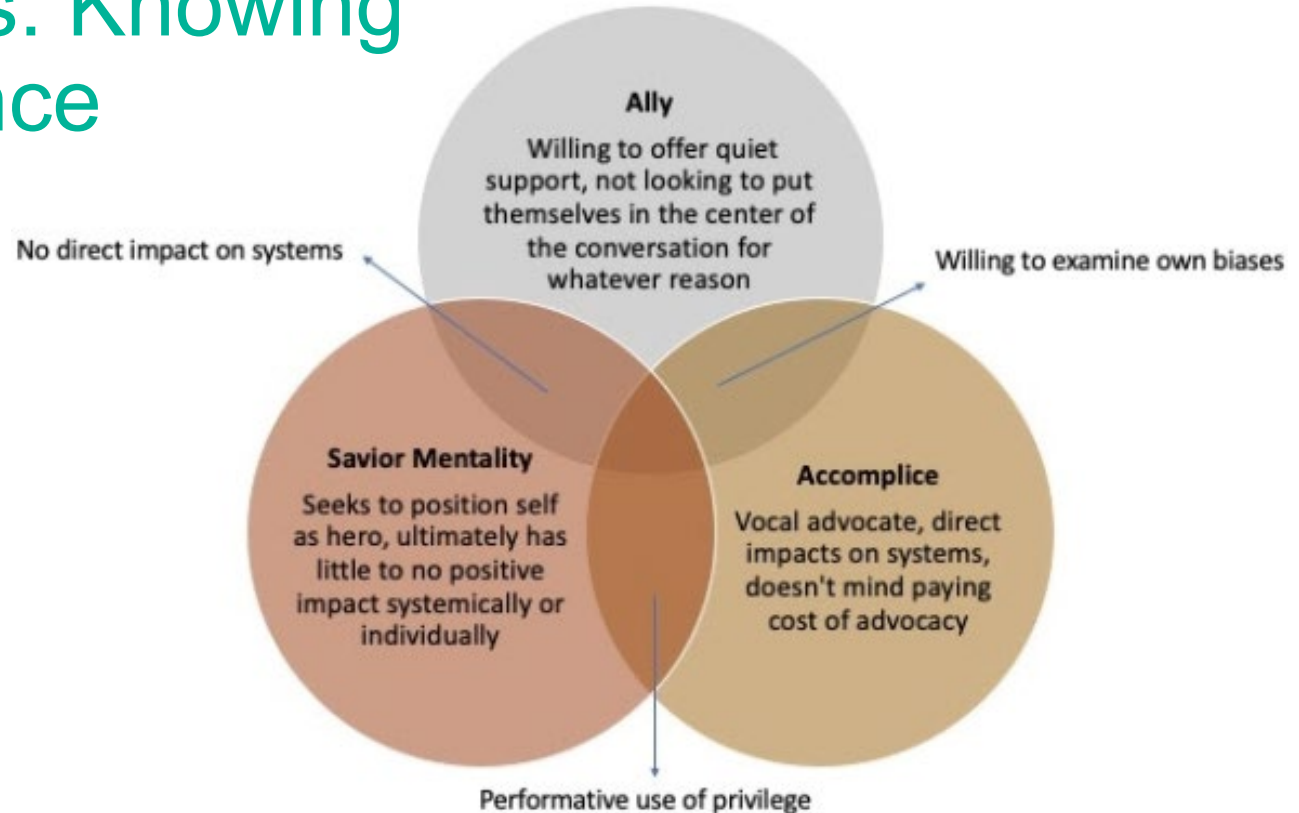 s. Knowing
nce
Ally
Willing to offer quiet
support, not looking to put
themselves in the center of
the conversation for
whatever reason
No direct impact on systems
Willing to examine own biases
Savior Mentality
Seeks to position self
as hero, ultimately has
little to no positive
impact systemically or
individually
Accomplice
Vocal advocate, direct
impacts on systems,
doesn't mind paying
cost of advocacy
Performative use of privilege